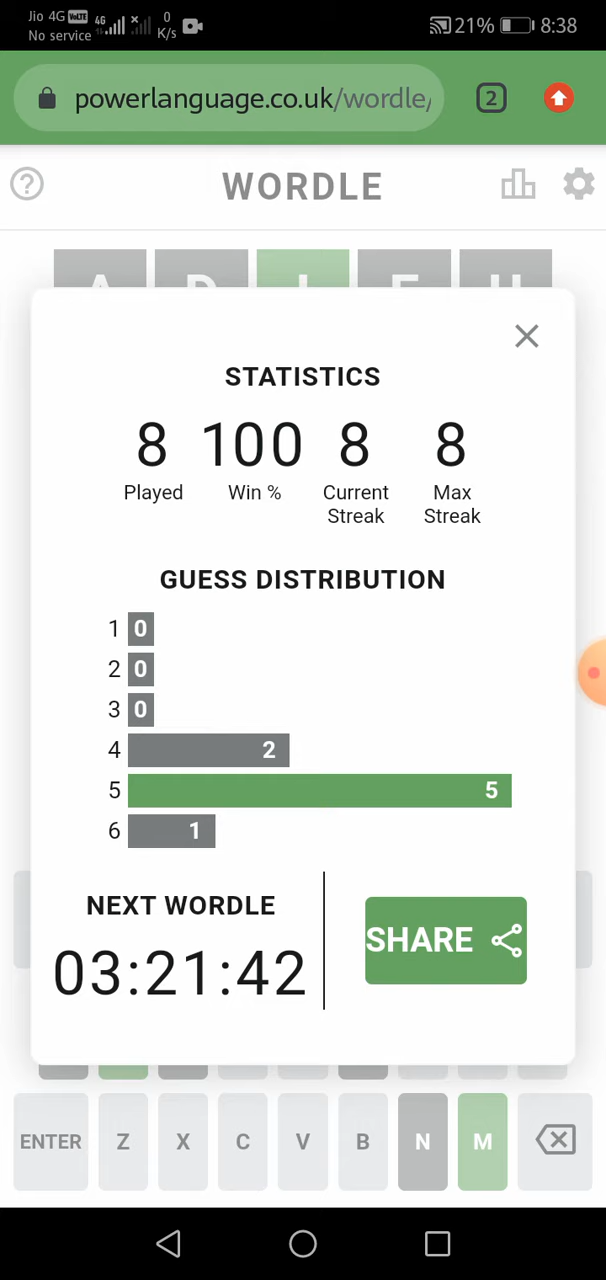 Jio 4G VoLTE 4G 0 21% 8:38
No service K/s
powerlanguage.co.uk/wordle/ 2
WORDLE
STATISTICS
8 100 8 8
Played Win % Current Streak Max Streak
GUESS DISTRIBUTION
1 0
2 0
3 0
4 2
5 5
6 1
NEXT WORDLE
03:21:42
SHARE
ENTER Z X C V B N M